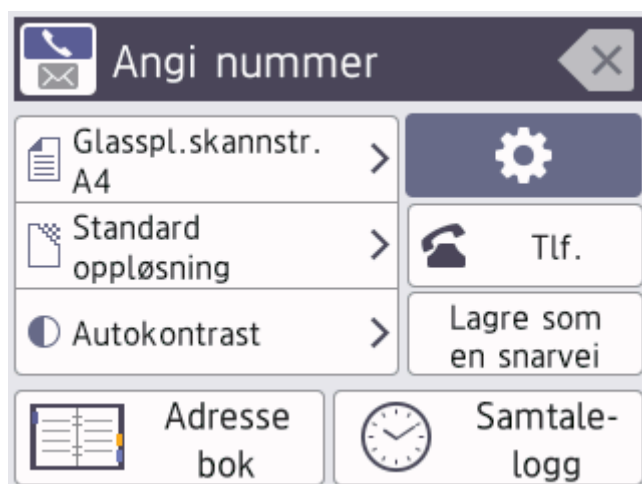 Angi nummer
Glasspl.skannstr.
A4
Standard
oppløsning
Autokontrast
Tlf.
Lagre som
en snarvei
Adresse
bok
Samtale-
logg